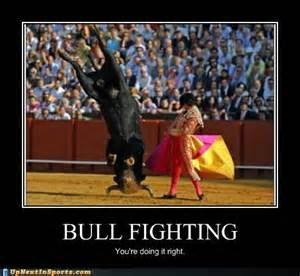 BULL FIGHTING
You're doing it right.
UpNextInSports.com